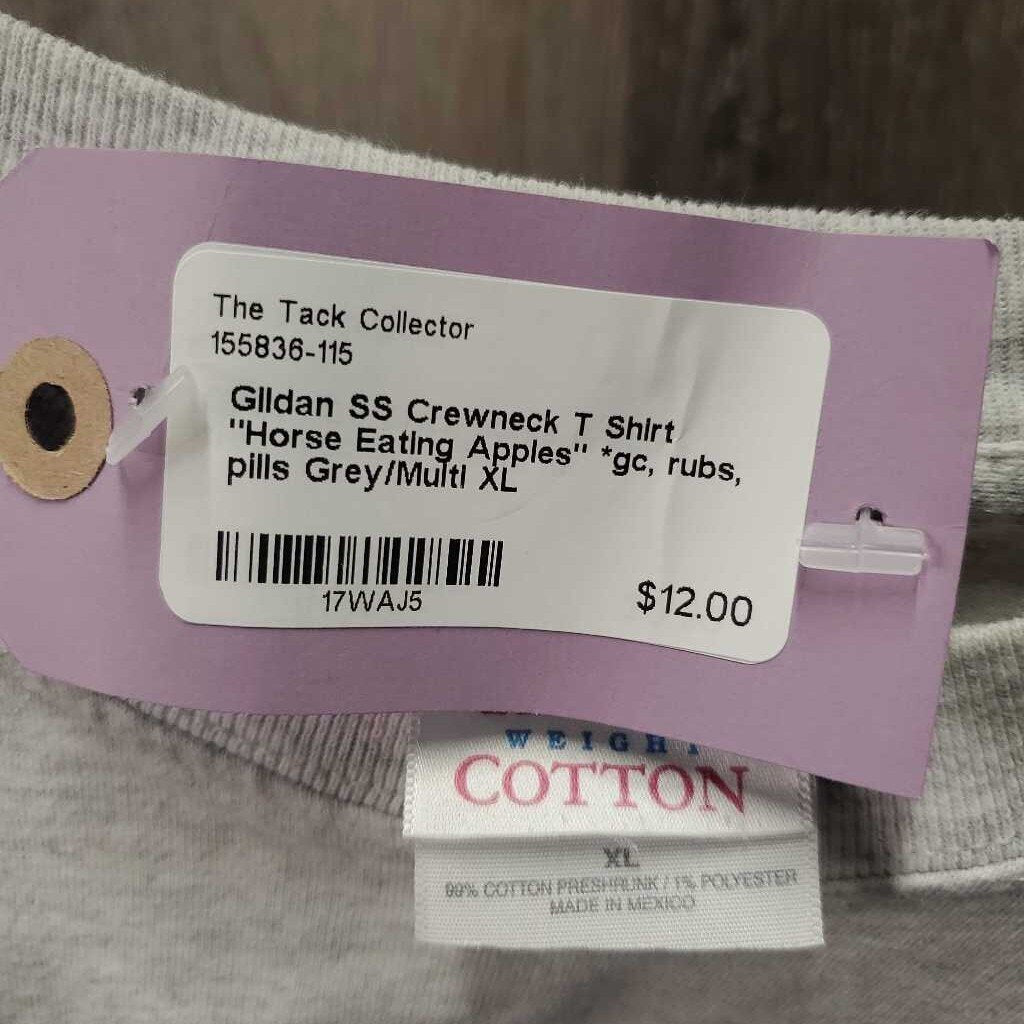 The Tack Collector
155836-115
Gildan SS Crewneck T Shirt
"Horse Eating Apples" *gc, rubs,
pills Grey/Multi XL
17WAJ5
$12.00
WEIGHT
COTTON
XL
99% COTTON PRESHRUNK / 1% POLYESTER
MADE IN MEXICO